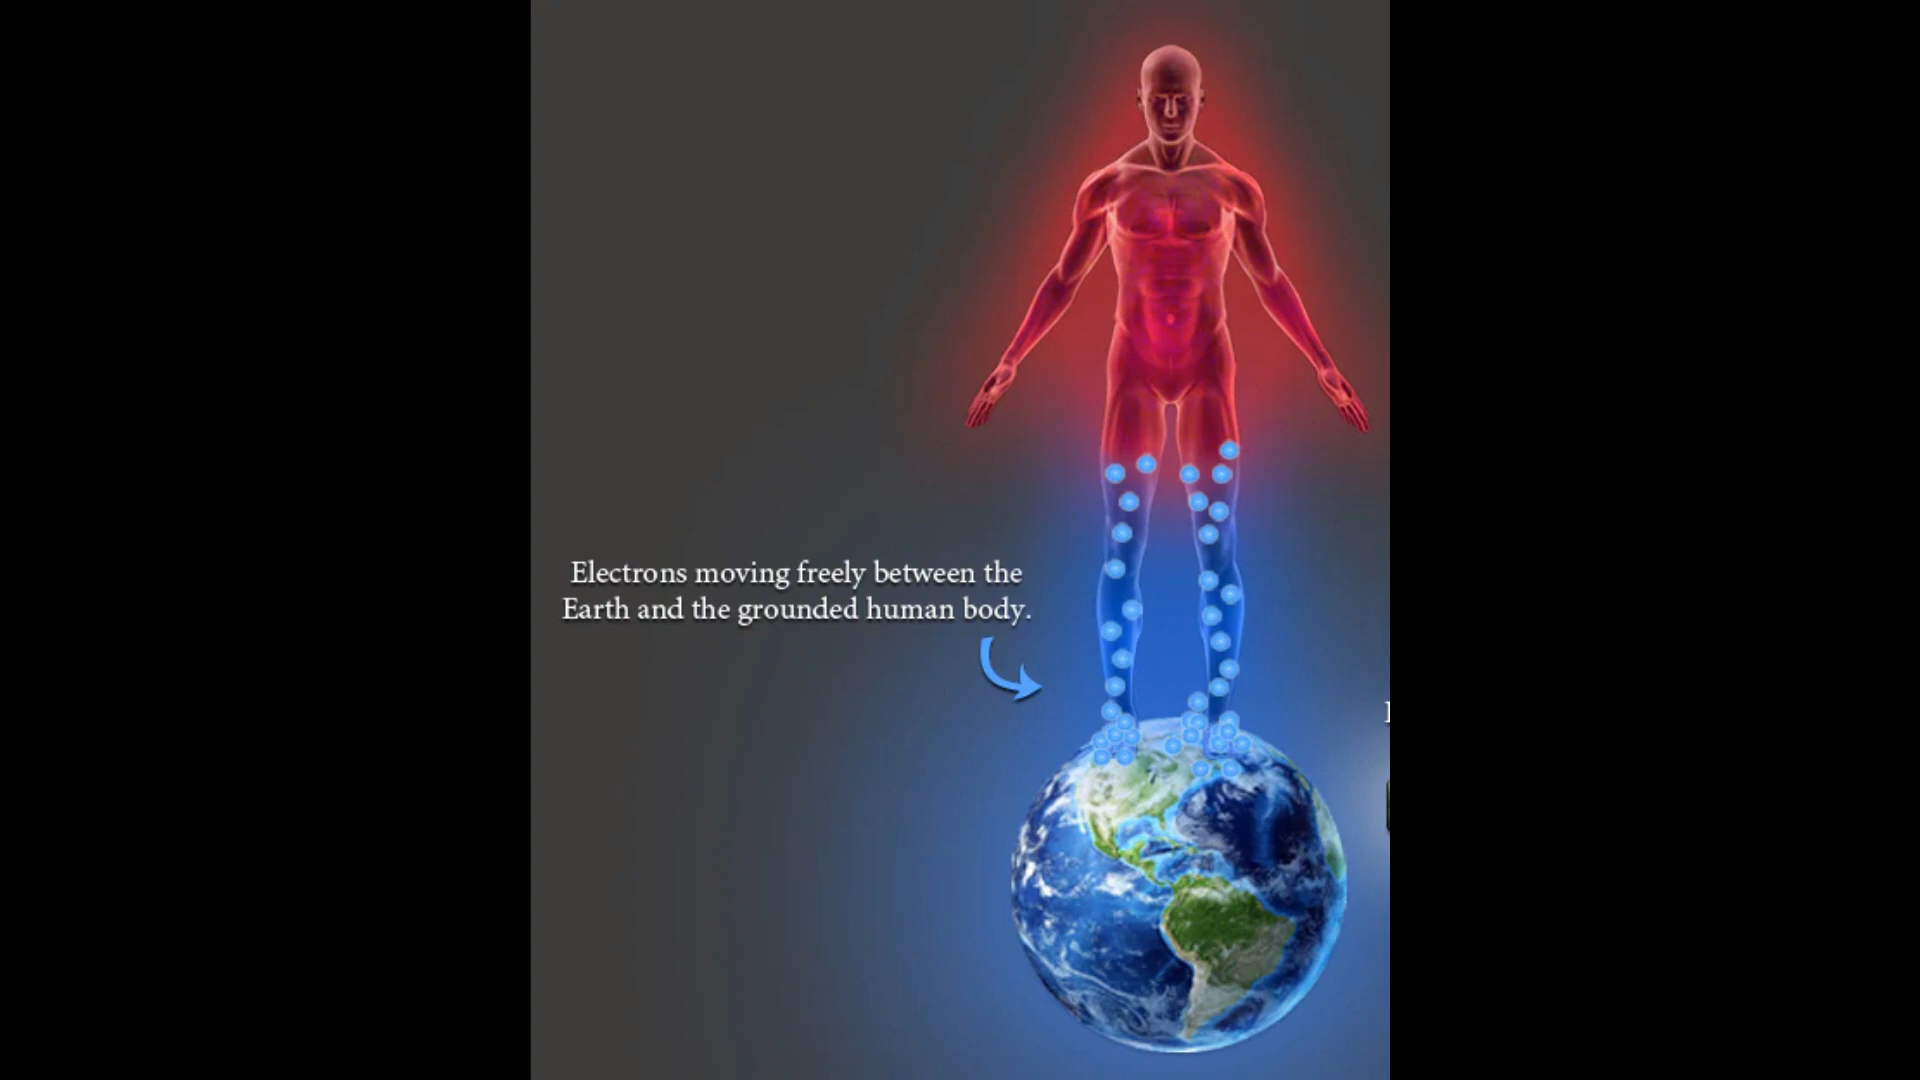 Electrons moving freely between the
Earth and the grounded human body.